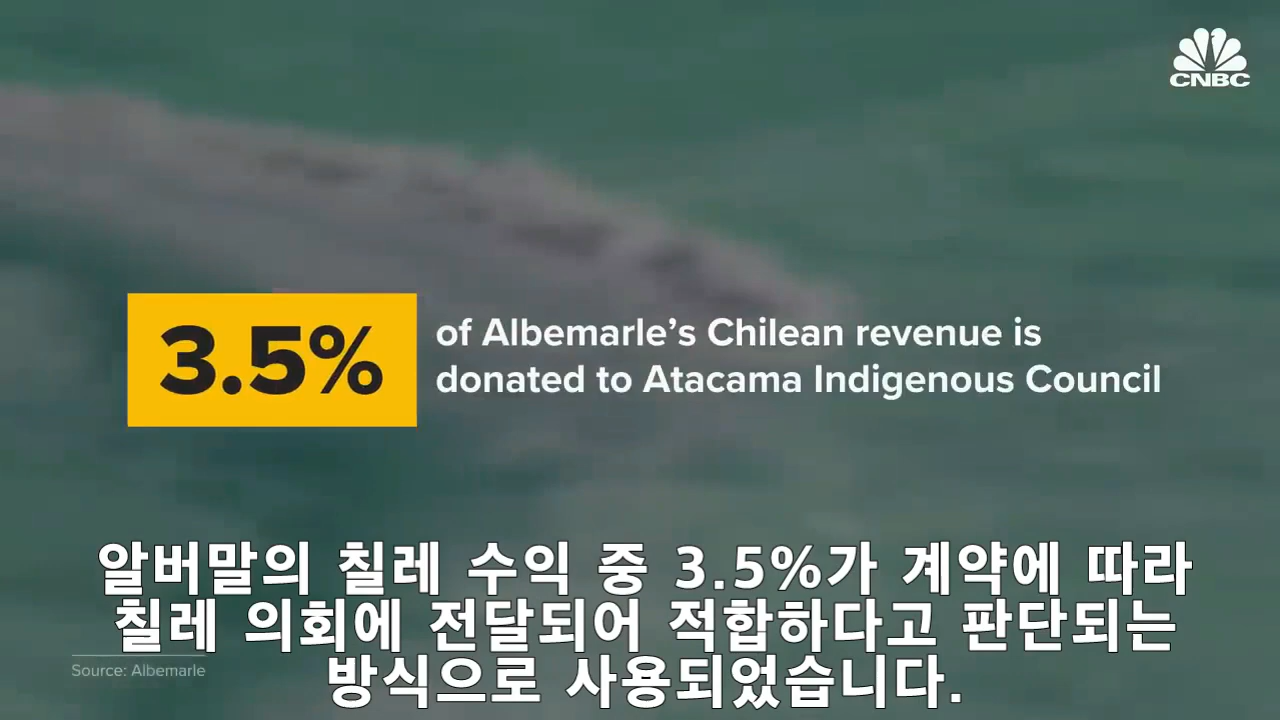 CNBC
3.5%
of Albemarle’s Chilean revenue is
donated to Atacama Indigenous Council
알버말의 칠레 수익 중 3.5%가 계약에 따라
칠레 의회에 전달되어 적합하다고 판단되는
Source: Albemarle
방식으로 사용되었습니다.